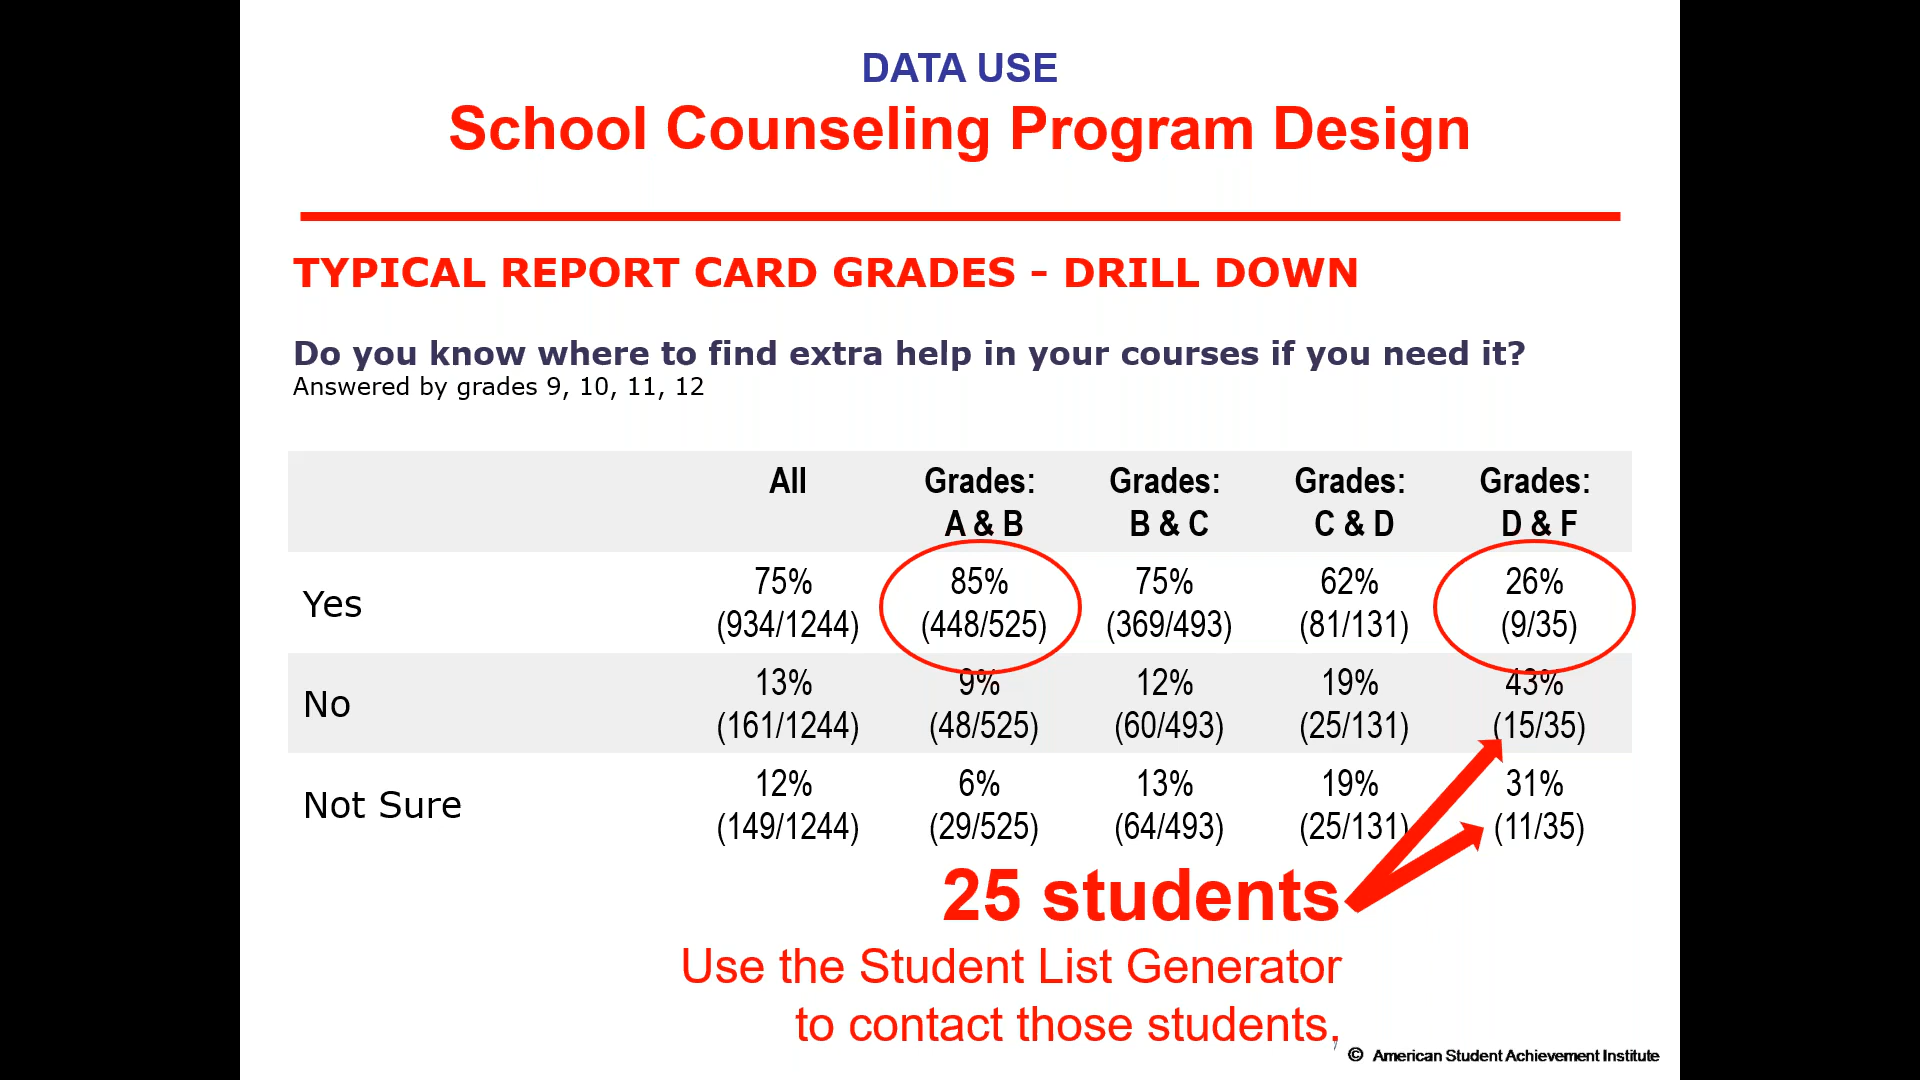 DATA USE
School Counseling Program Design
TYPICAL REPORT CARD GRADES – DRILL DOWN
Do you know where to find extra help in your courses if you need it?
Answered by grades 9, 10, 11, 12
All Grades: Grades: Grades: Grades:
A & B B & C C & D D & F
75% 85% 75% 62% 26%
Yes
(934/1244) (448/525) (369/493) (81/131) (9/35)
13% 9% 12% 19% 43%
No
(161/1244) (48/525) (60/493) (25/131) (15/35)
12% 6% 13% 19% 31%
Not Sure
(149/1244) (29/525) (64/493) (25/131) (11/35)
25 students
Use the Student List Generator
to contact those students.
© American Student Achievement Institute